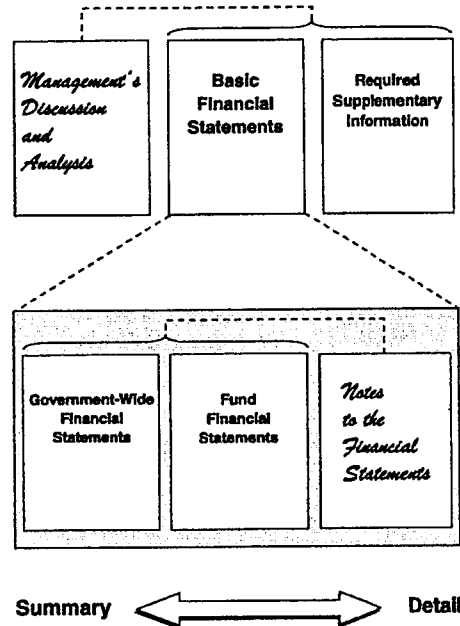 Management's
Discussion
and
Analysis
Basic
Financial
Statements
Required
Supplementary
Information
Government-Wide
Financial
Statements
Fund
Financial
Statements
Notes
to the
Financial
Statements
Summary
Detail